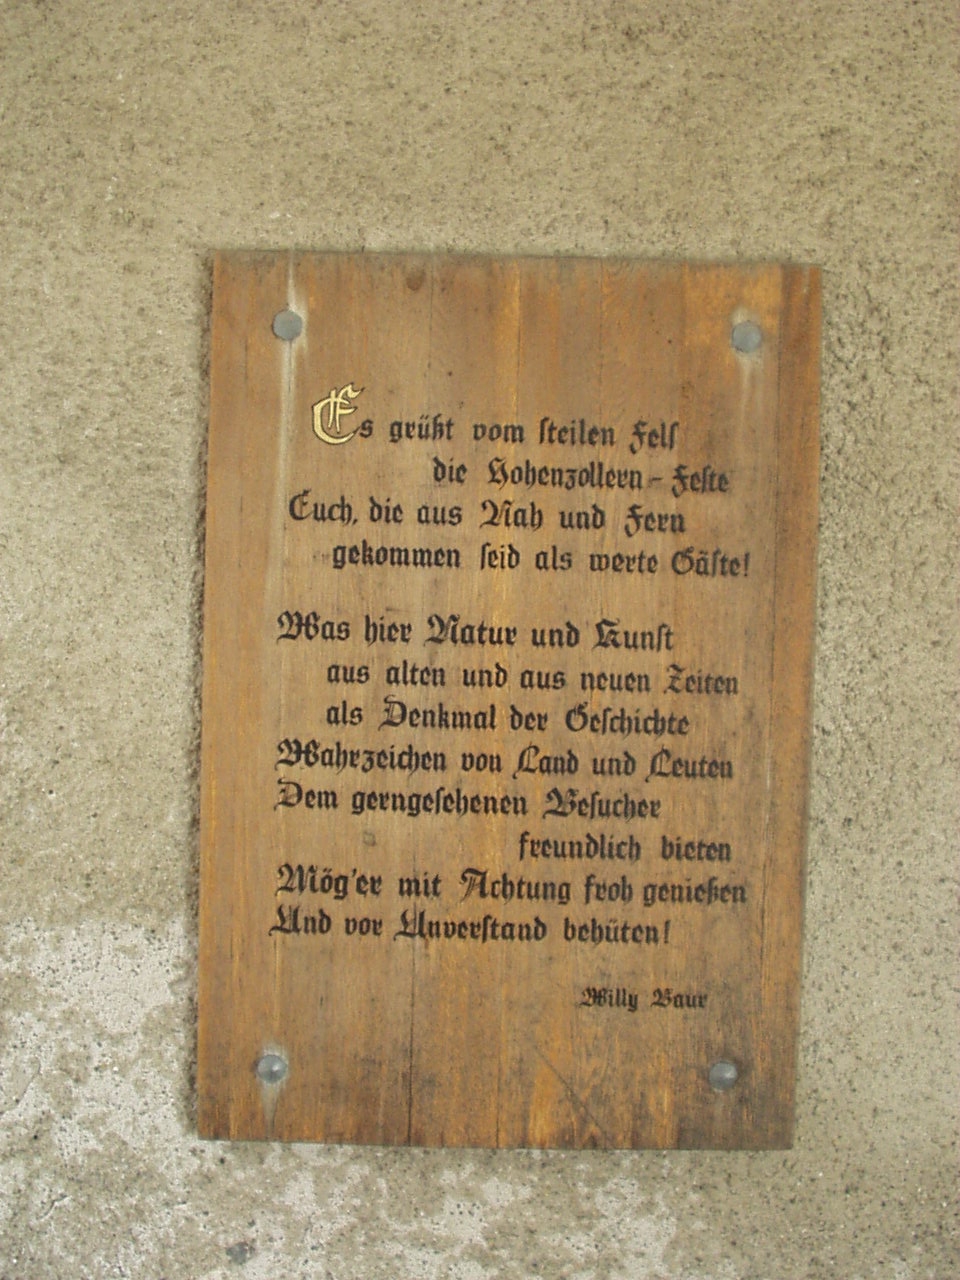 Es grüßt vom steilen Fels
die Hohenzollern-Feste
Euch, die aus Nah und Fern
gekommen seid als werte Gäste!
Was hier Natur und Kunst
aus alten und aus neuen Zeiten
als Denkmal der Geschichte
Wahrzeichen von Land und Leuten
Dem gerngesehenen Besucher
freundlich bieten
Mög'er mit Achtung froh genießen
Und vor Unverstand behüten!
Willy Baur